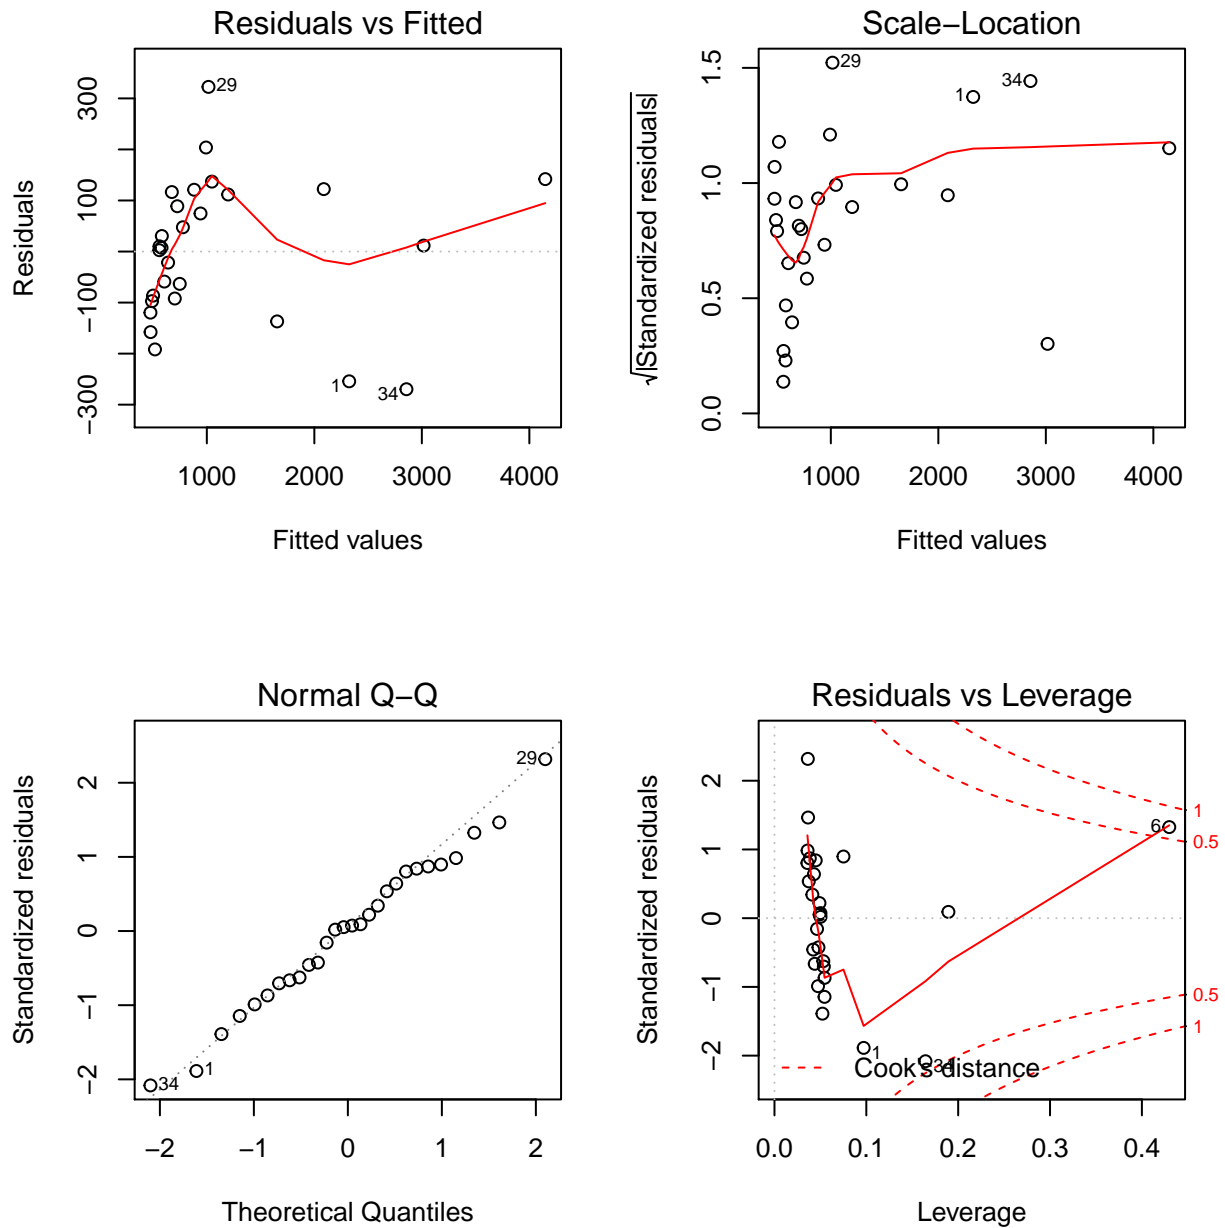 Residuals vs Fitted
Residuals
300
100
−100
−300
29
1
34
1000 2000 3000 4000
Fitted values
Scale−Location
√|Standardized residuals|
1.5
1.0
0.5
0.0
29
34
1
1000 2000 3000 4000
Fitted values
Normal Q−Q
Standardized residuals
2
1
0
−1
−2
29
1
34
−2 −1 0 1 2
Theoretical Quantiles
Residuals vs Leverage
Standardized residuals
2
1
0
−1
−2
6
1
34
1
0.5
0.5
1
Cook's distance
0.0 0.1 0.2 0.3 0.4
Leverage